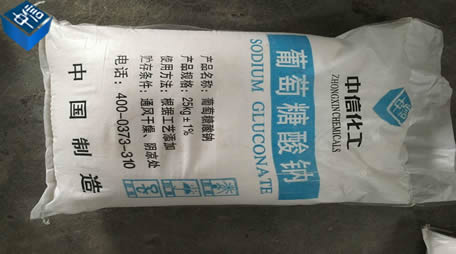 中信化工
ZHONGXIN CHEMICALS
葡萄糖酸钠
SODIUM GLUCONATE
产品名称：葡萄糖酸钠
产品规格：25kg±1%
使用方法：根据工艺添加
贮存条件：通风干燥、阴凉处
电话：400-0373-310
中国制造